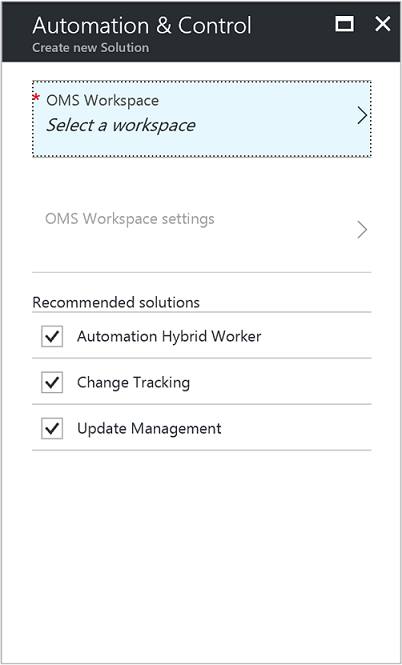 Automation & Control
Create new Solution
* OMS Workspace
Select a workspace
OMS Workspace settings
Recommended solutions
Automation Hybrid Worker
Change Tracking
Update Management